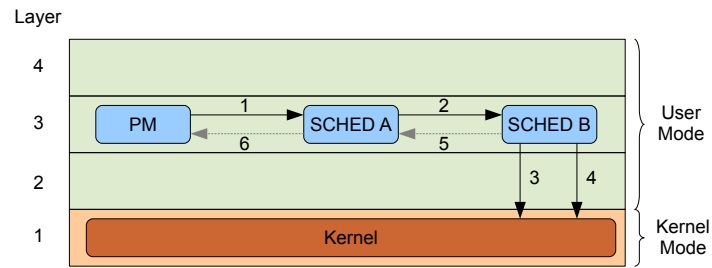 Layer
4
1
2
3
PM
SCHED A
SCHED B
User
Mode
6
5
2
3
4
1
Kernel
Kernel
Mode